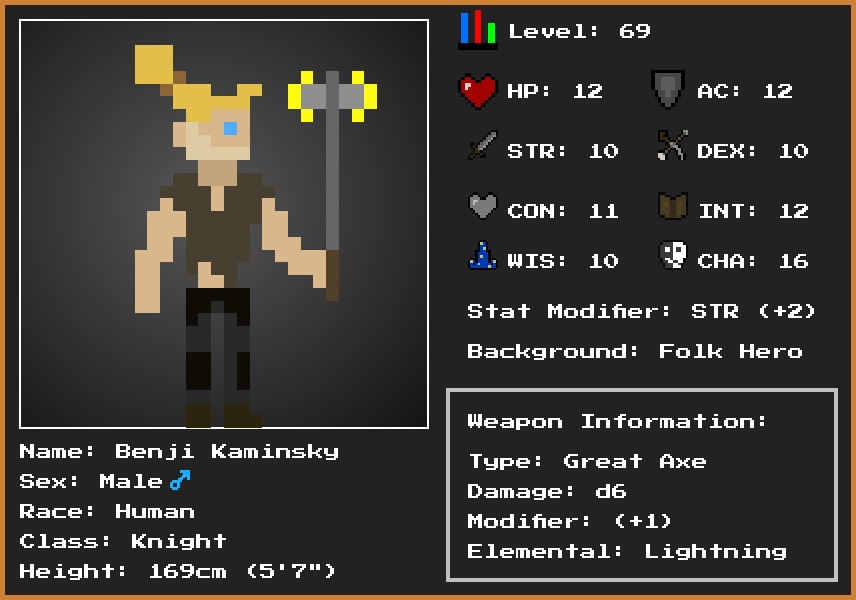 Level: 69
HP: 12
AC: 12
STR: 10
DEX: 10
CON: 11
INT: 12
WIS: 10
CHA: 16
Stat Modifier: STR (+2)
Background: Folk Hero
Name: Benji Kaminsky
Sex: Male♂
Race: Human
Class: Knight
Height: 169cm (5'7")
Weapon Information:
Type: Great Axe
Damage: d6
Modifier: (+1)
Elemental: Lightning